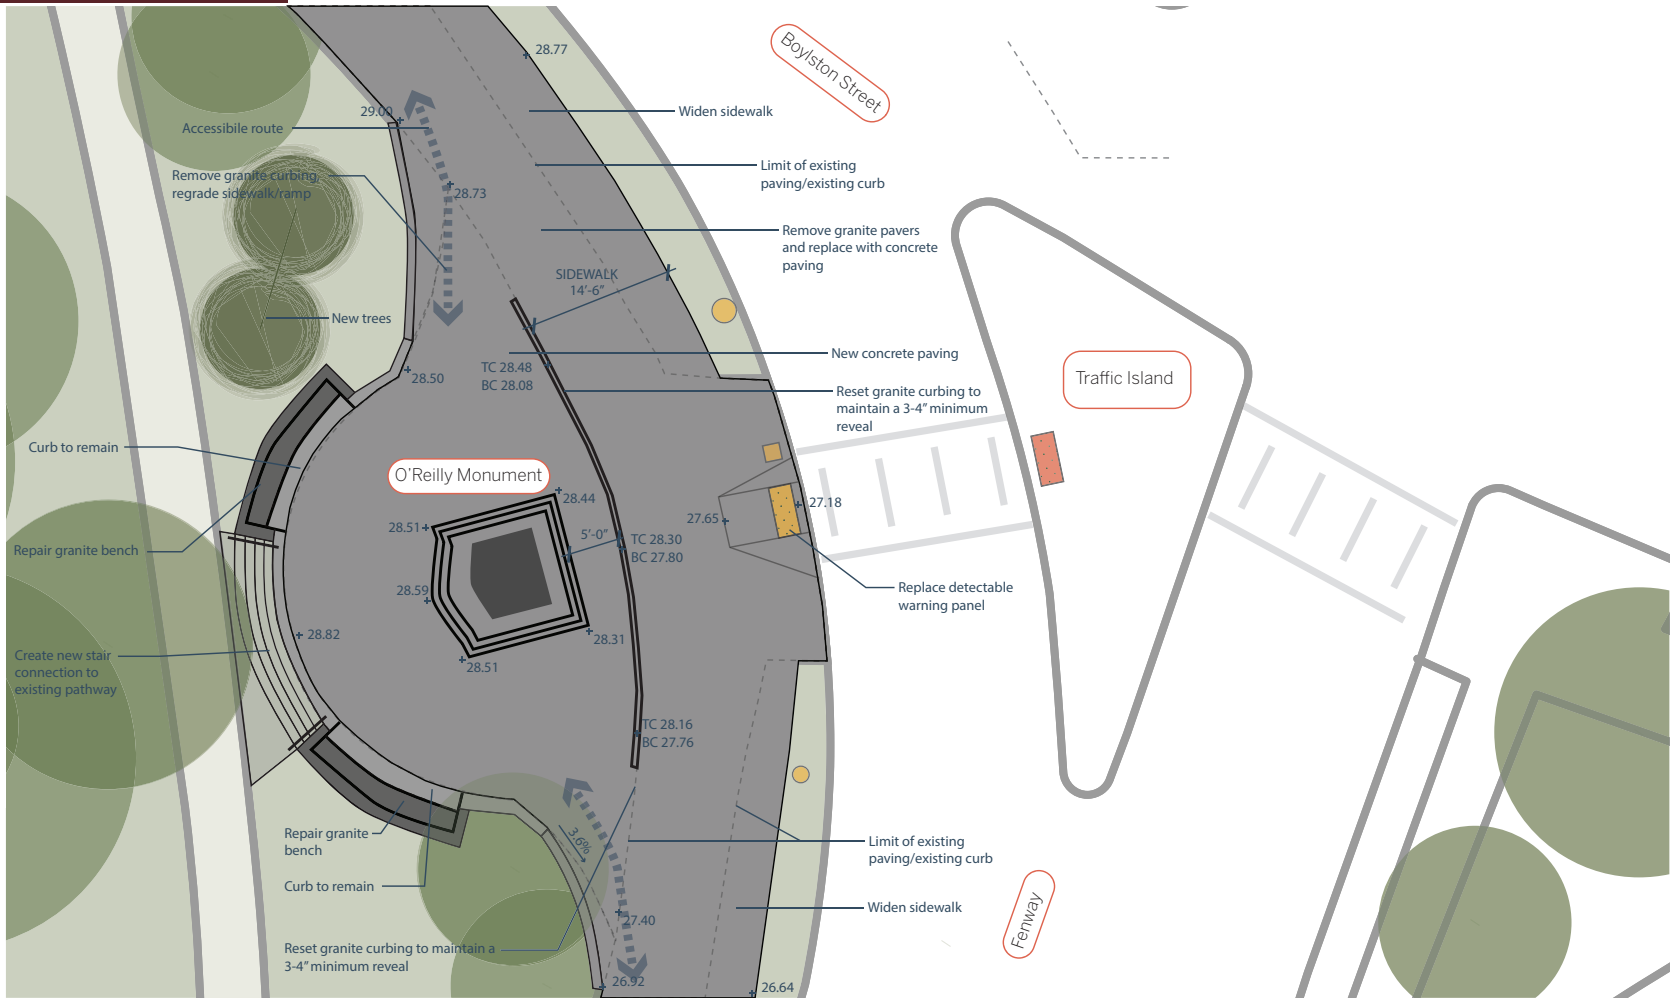 28.77
Boylston Street
29.00
Widen sidewalk
Accessibile route
Limit of existing
paving/existing curb
Remove granite curbing,
regrade sidewalk/ramp
28.73
Remove granite pavers
and replace with concrete
paving
SIDEWALK
14'-6"
New trees
New concrete paving
TC 28.48
BC 28.08
28.50
Reset granite curbing to
maintain a 3-4" minimum
reveal
Traffic Island
Curb to remain
O'Reilly Monument
28.44
27.18
28.51
27.65
5'-0"
TC 28.30
BC 27.80
Repair granite bench
28.59
Replace detectable
warning panel
28.82
28.31
Create new stair
connection to
existing pathway
28.51
TC 28.16
BC 27.76
Repair granite
bench
3.6%
Limit of existing
paving/existing curb
Curb to remain
Widen sidewalk
27.40
Fenway
Reset granite curbing to maintain a
3-4" minimum reveal
26.92
26.64